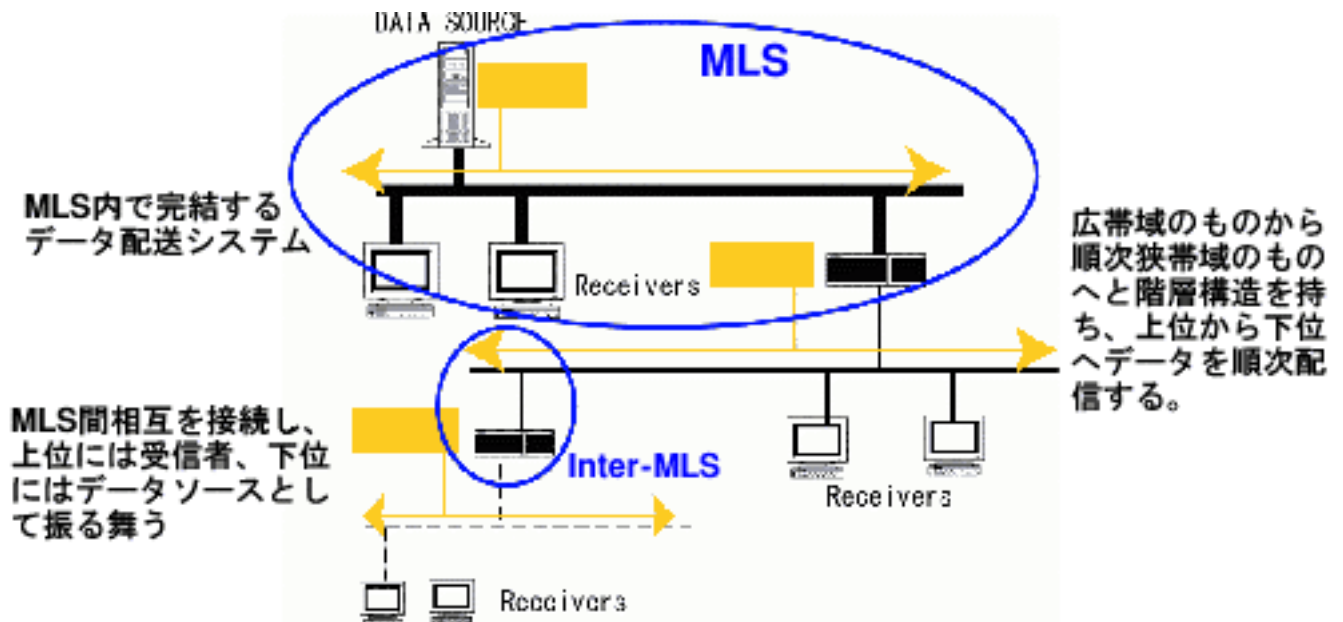 DATA SOURCE
MLS
MLS内で完結する
データ配送システム
Receivers
広帯域のものから
順次狭帯域のもの
へと階層構造を持
ち、上位から下位
へデータを順次配
信する。
MLS間相互を接続し、
上位には受信者、下位
にはデータソースとし
て振る舞う
Inter-MLS
Receivers
Receivers